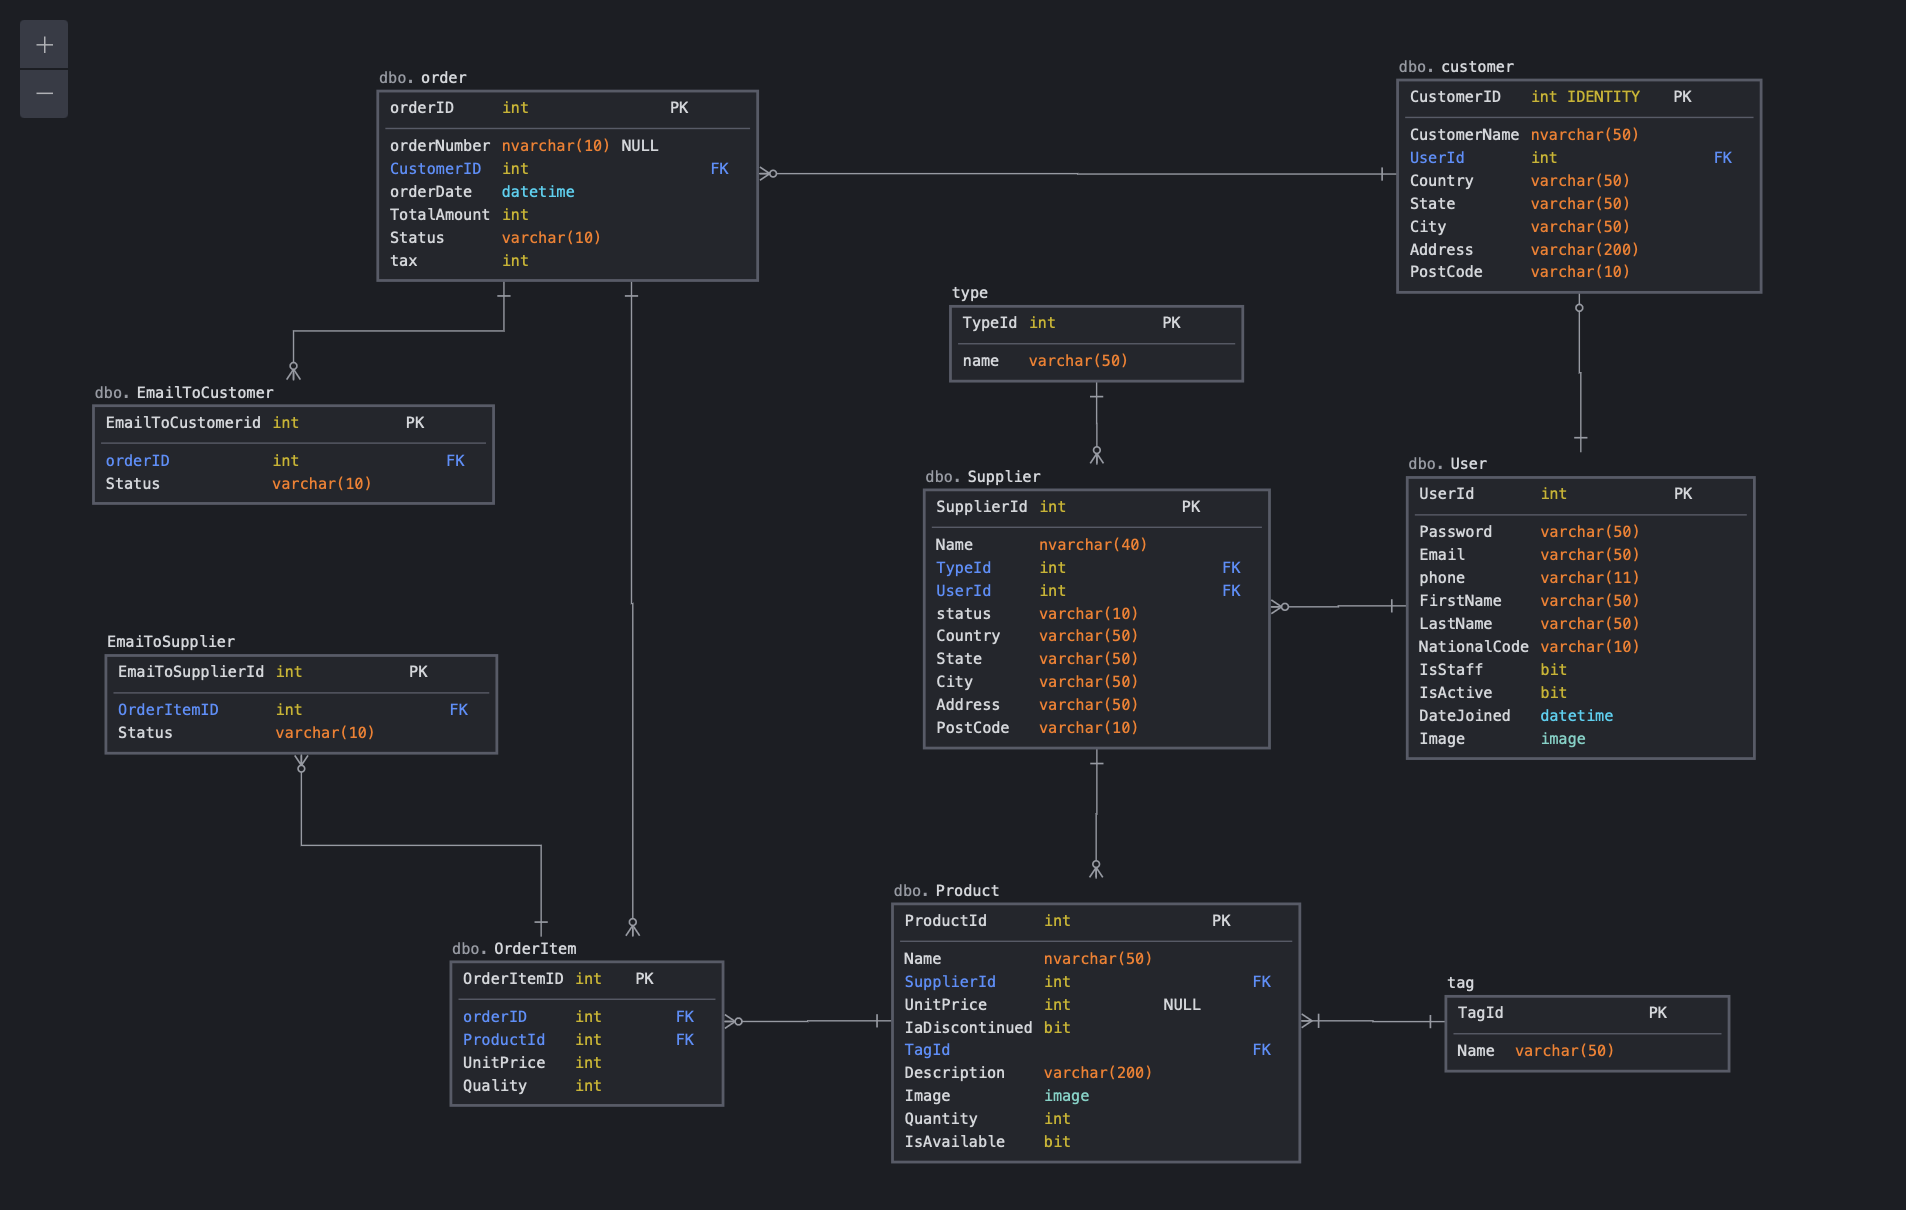 +
−
dbo. order
orderID int PK
orderNumber nvarchar(10) NULL
CustomerID int FK
orderDate datetime
TotalAmount int
Status varchar(10)
tax int
dbo. customer
CustomerID int IDENTITY PK
CustomerName nvarchar(50)
UserId int FK
Country varchar(50)
State varchar(50)
City varchar(50)
Address varchar(200)
PostCode varchar(10)
type
TypeId int PK
name varchar(50)
dbo. EmailToCustomer
EmailToCustomerid int PK
orderID int FK
Status varchar(10)
dbo. Supplier
SupplierId int PK
Name nvarchar(40)
TypeId int FK
UserId int FK
status varchar(10)
Country varchar(50)
State varchar(50)
City varchar(50)
Address varchar(50)
PostCode varchar(10)
dbo. User
UserId int PK
Password varchar(50)
Email varchar(50)
phone varchar(11)
FirstName varchar(50)
LastName varchar(50)
NationalCode varchar(10)
IsStaff bit
IsActive bit
DateJoined datetime
Image image
EmaiToSupplier
EmaiToSupplierId int PK
OrderItemID int FK
Status varchar(10)
dbo. OrderItem
OrderItemID int PK
orderID int FK
ProductId int FK
UnitPrice int
Quality int
dbo. Product
ProductId int PK
Name nvarchar(50)
SupplierId int FK
UnitPrice int NULL
IaDiscontinued bit
TagId FK
Description varchar(200)
Image image
Quantity int
IsAvailable bit
tag
TagId PK
Name varchar(50)